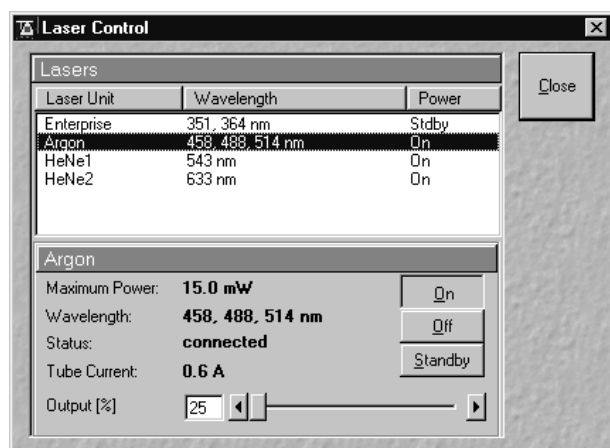 Laser Control
Close
Lasers
Laser Unit Wavelength Power
Enterprise 351, 364 nm Stdby
Argon 458, 488, 514 nm On
HeNe1 543 nm On
HeNe2 633 nm On
Argon
Maximum Power: 15.0 mW
On
Wavelength: 458, 488, 514 nm
Off
Status: connected
Standby
Tube Current: 0.6 A
Output [%] 25